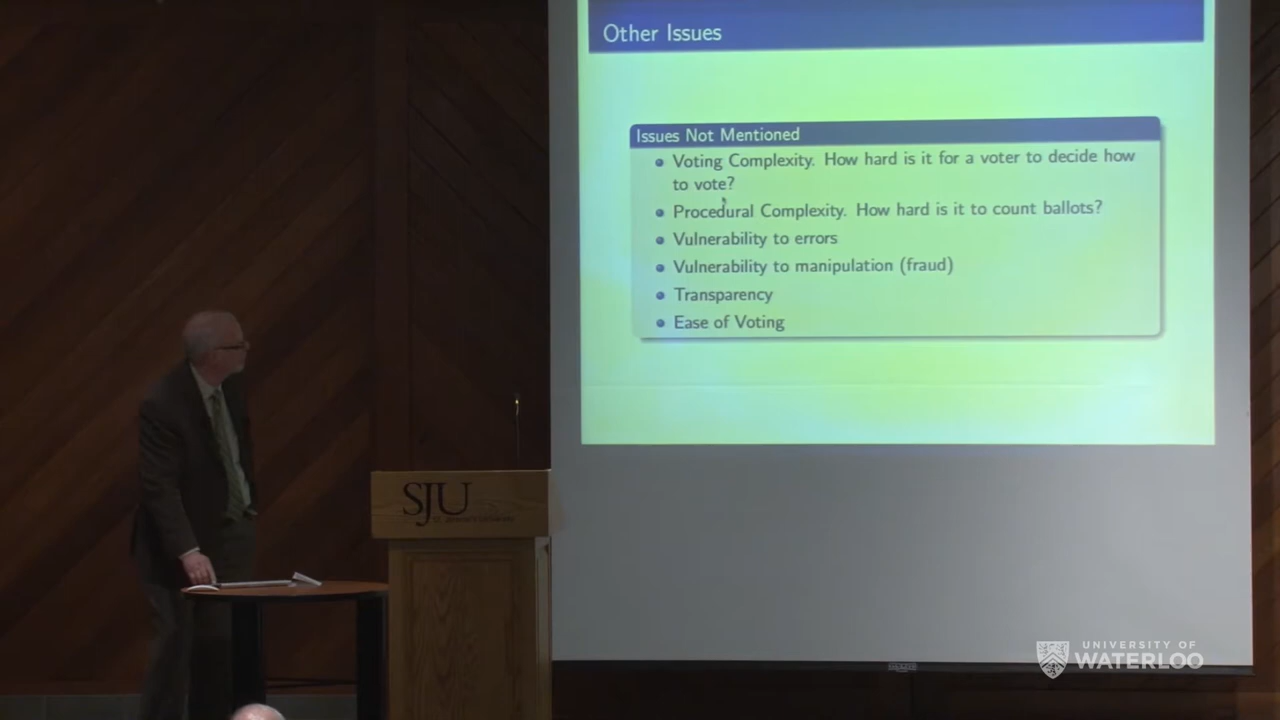 Other Issues
Issues Not Mentioned
Voting Complexity. How hard is it for a voter to decide how
to vote?
Procedural Complexity. How hard is it to count ballots?
Vulnerability to errors
Vulnerability to manipulation (fraud)
Transparency
Ease of Voting
SJU
UNIVERSITY OF
WATERLOO